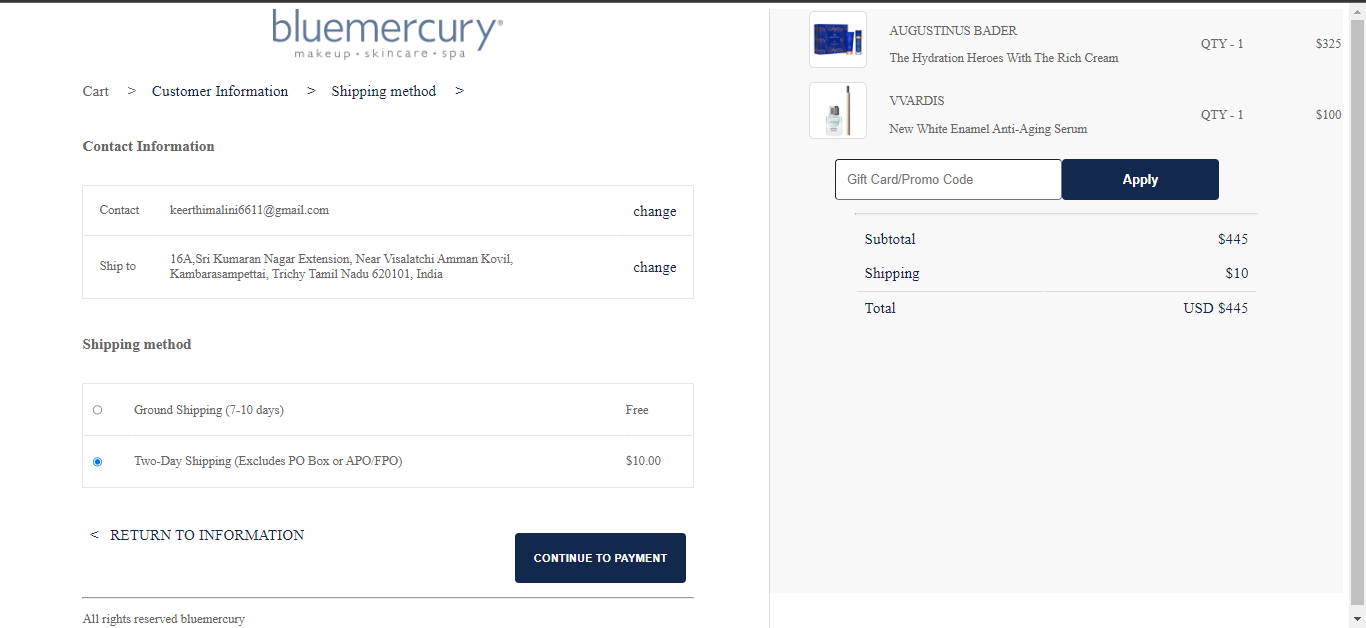 bluemercury®
makeup • skincare • spa
Cart > Customer Information > Shipping method >
Contact Information
Contact keerthimalini6611@gmail.com change
Ship to 16A,Sri Kumaran Nagar Extension, Near Visalatchi Amman Kovil,
Kambarasampettai, Trichy Tamil Nadu 620101, India change
Shipping method
Ground Shipping (7-10 days) Free
Two-Day Shipping (Excludes PO Box or APO/FPO) $10.00
< RETURN TO INFORMATION
CONTINUE TO PAYMENT
All rights reserved bluemercury
AUGUSTINUS BADER
The Hydration Heroes With The Rich Cream
QTY - 1 $325
VVARDIS
New White Enamel Anti-Aging Serum
QTY - 1 $100
Gift Card/Promo Code Apply
Subtotal $445
Shipping $10
Total USD $445